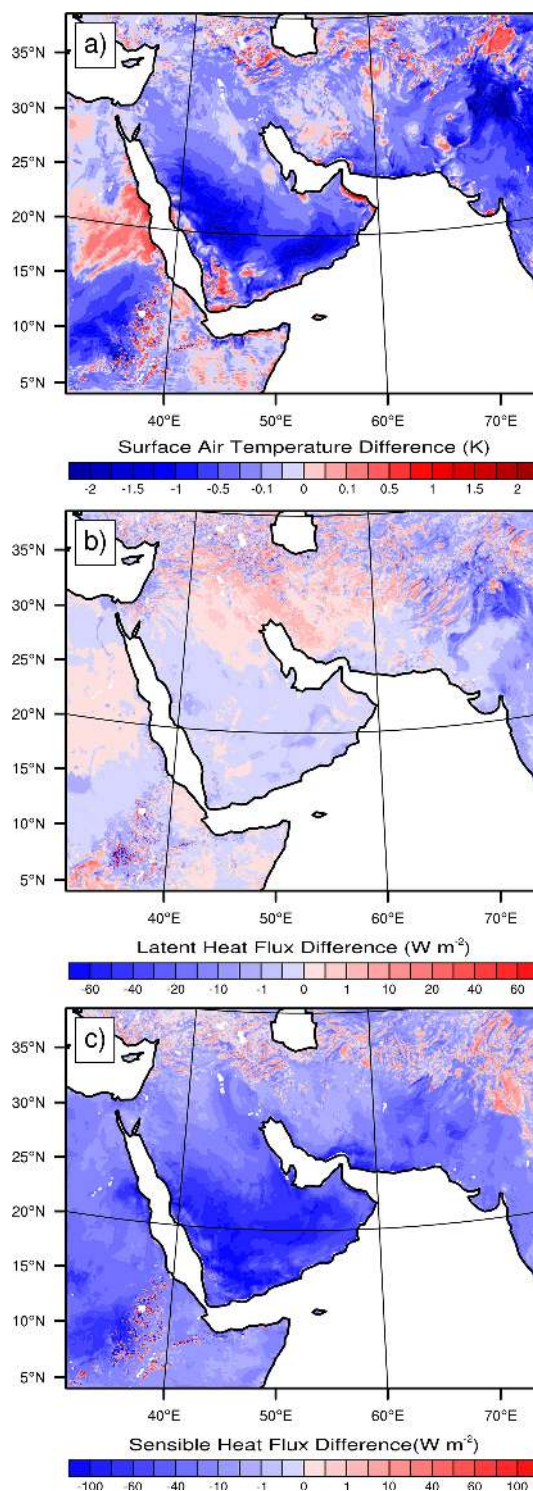 a)
35°N
30°N
25°N
20°N
15°N
10°N
5°N
40°E 50°E 60°E 70°E
Surface Air Temperature Difference (K)
-2 -1.5 -1 -0.5 -0.1 0 0.1 0.5 1 1.5 2
b)
35°N
30°N
25°N
20°N
15°N
10°N
5°N
40°E 50°E 60°E 70°E
Latent Heat Flux Difference (W m-2)
-60 -40 -20 -10 -1 0 1 10 20 40 60
c)
35°N
30°N
25°N
20°N
15°N
10°N
5°N
40°E 50°E 60°E 70°E
Sensible Heat Flux Difference(W m-2)
-100 -60 -40 -10 -1 0 1 10 40 60 100